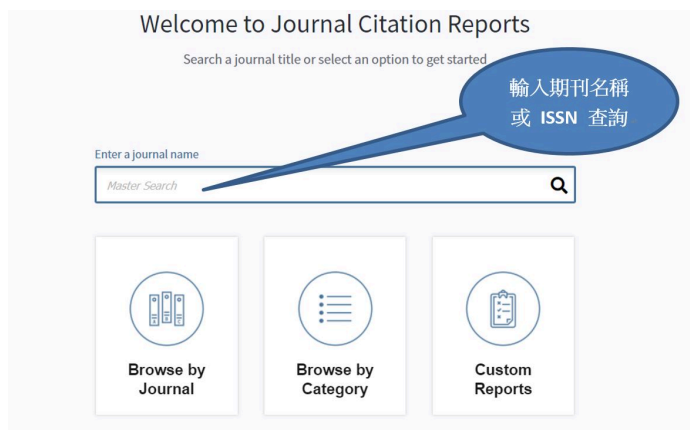 Welcome to Journal Citation Reports
Search a journal title or select an option to get started
輸入期刊名稱
或 ISSN 查詢
Enter a journal name
Master Search
Browse by
Journal
Browse by
Category
Custom
Reports